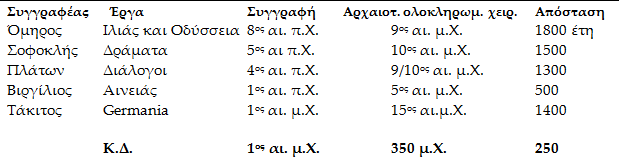 Συγγραφέας Έργα Συγγραφή Αρχαιοτ. ολοκληρωμ. χειρ. Απόσταση
Όμηρος Ιλιάς και Οδύσσεια 8ος αι. π.Χ. 9ος αι. μ.Χ. 1800 έτη
Σοφοκλής Δράματα 5ος αι π.Χ. 10ος αι. μ.Χ. 1500
Πλάτων Διάλογοι 4ος αι. π.Χ. 9/10ος αι. μ.Χ. 1300
Βιργίλιος Αινειάς 1ος αι. π.Χ. 5ος αι. μ.Χ. 500
Τάκιτος Germania 1ος αι. μ.Χ. 15ος αι.μ.Χ. 1400
Κ.Δ. 1ος αι. μ.Χ. 350 μ.Χ. 250